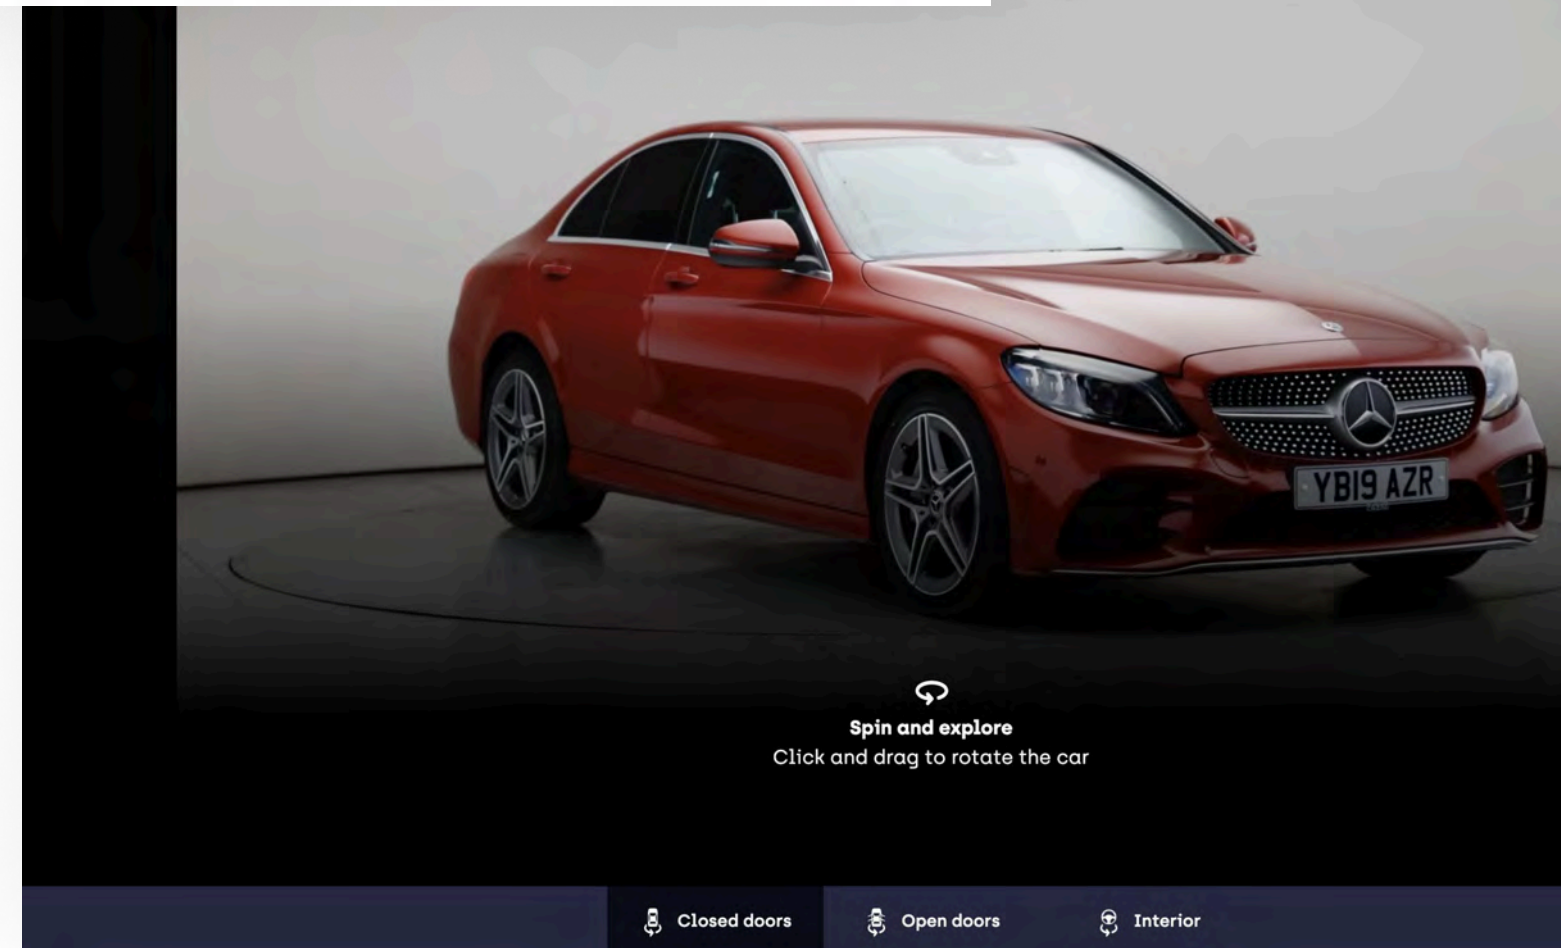 YB19 AZR
Spin and explore
Click and drag to rotate the car
Closed doors
Open doors
Interior